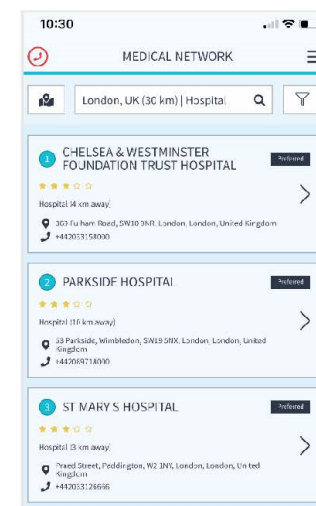 10:30
MEDICAL NETWORK
London, UK (30 km) | Hospital
1 CHELSEA & WESTMINSTER
FOUNDATION TRUST HOSPITAL
Preferred
Hospital (4 km away)
369 Fulham Road, SW10 9NR, London, London, United Kingdom
+442033158000
2 PARKSIDE HOSPITAL
Preferred
Hospital (10 km away)
53 Parkside, Wimbledon, SW19 5NX, London, London, United
Kingdom
+442089718000
3 ST MARY S HOSPITAL
Preferred
Hospital (3 km away)
Praed Street, Paddington, W2 1NY, London, London, United
Kingdom
+442033126666